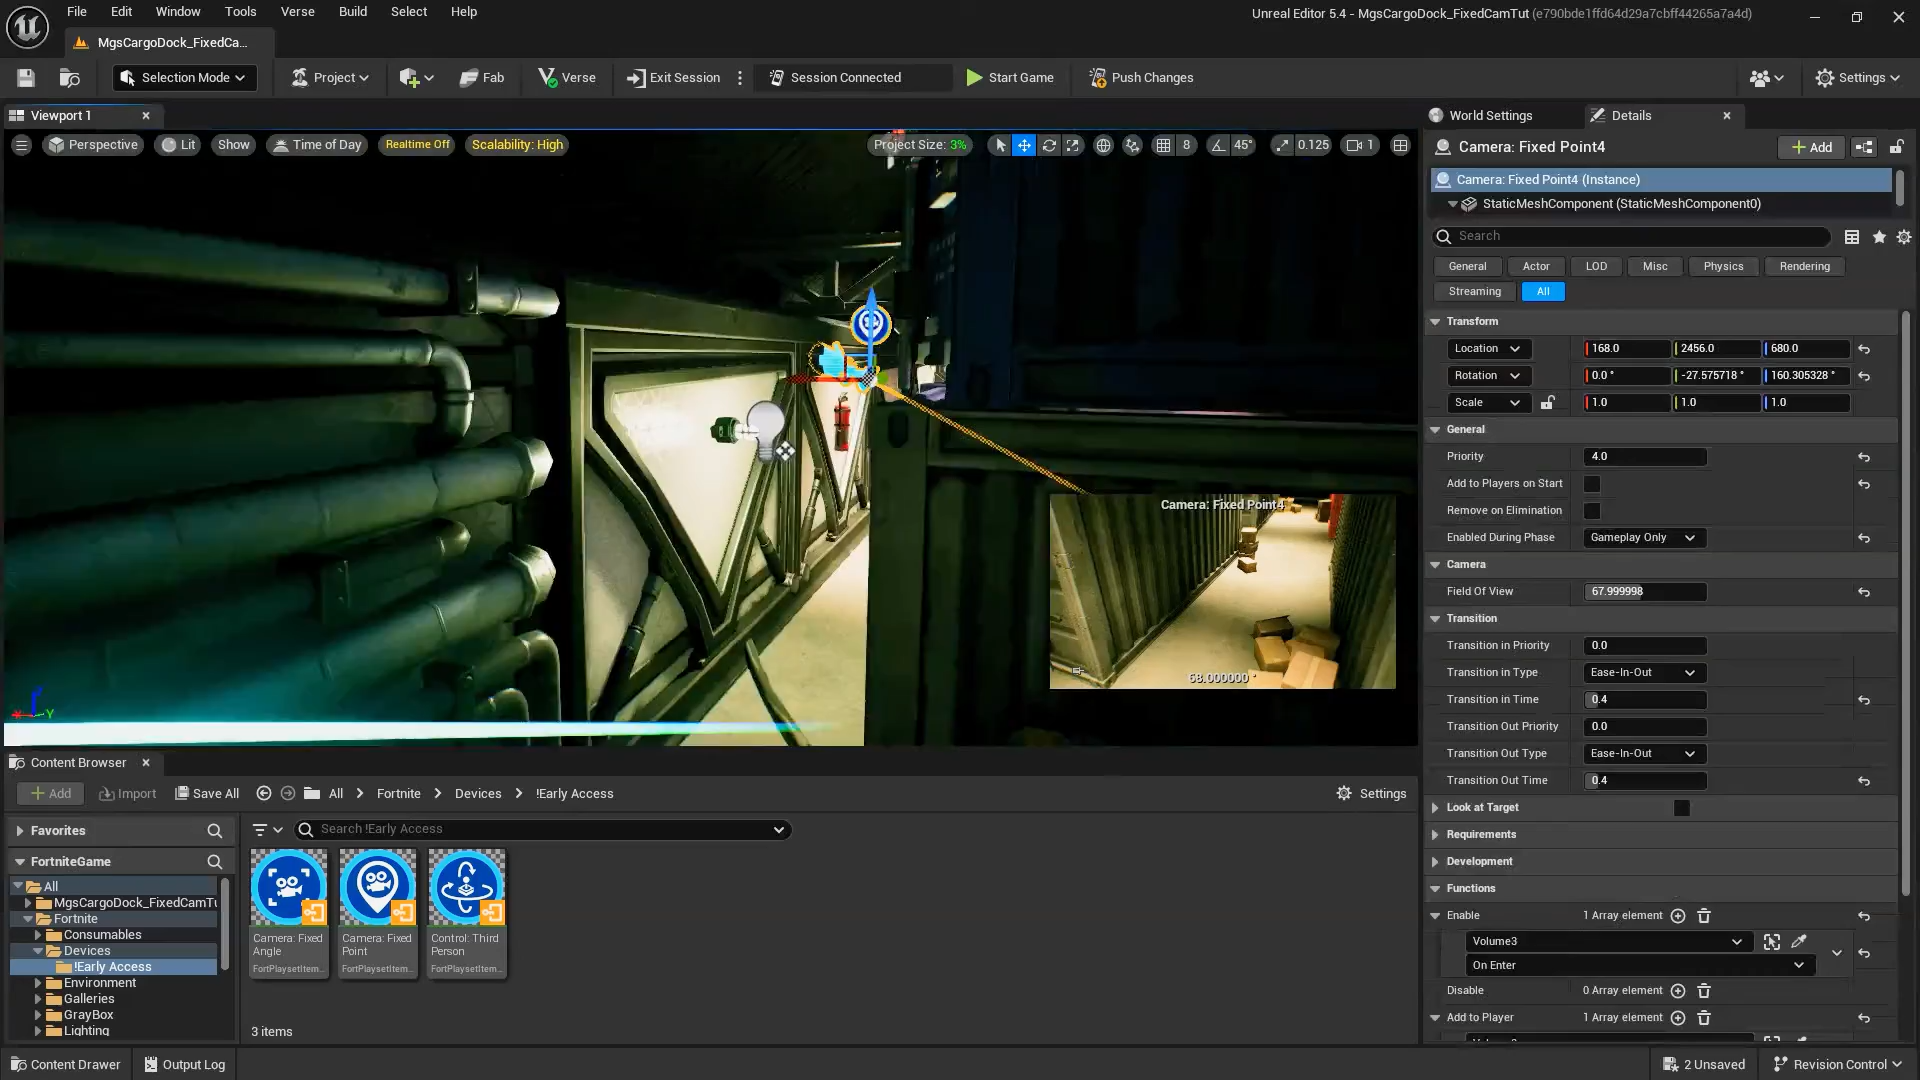 File Edit Window Tools Verse Build Select Help
Unreal Editor 5.4 - MgsCargoDock_FixedCamTut (e790bde1ffd64d29a7cbff44265a7a4d)
MgsCargoDock_FixedCa...
Selection Mode Project Fab Verse Exit Session Session Connected Start Game Push Changes Settings
Viewport 1
World Settings Details
Perspective Lit Show Time of Day Realtime Off Scalability: High Project Size: 3% 8 45° 0.125 1
Camera: Fixed Point4 Add
Camera: Fixed Point4 (Instance)
StaticMeshComponent (StaticMeshComponent0)
Search
General Actor LOD Misc Physics Rendering
Streaming All
Transform
Location 168.0 2456.0 680.0
Rotation 0.0 ° -27.575718 ° 160.305328 °
Scale 1.0 1.0 1.0
General
Priority 4.0
Add to Players on Start
Remove on Elimination
Enabled During Phase Gameplay Only
Camera
Field Of View 67.999998
Transition
Transition in Priority 0.0
Transition in Type Ease-In-Out
Transition in Time 0.4
Transition Out Priority 0.0
Transition Out Type Ease-In-Out
Transition Out Time 0.4
Look at Target
Requirements
Development
Functions
Enable 1 Array element
Volume3
On Enter
Disable 0 Array element
Add to Player 1 Array element
Camera: Fixed Point4
68.000000 °
Y
Content Browser
Add Import Save All All Fortnite Devices !Early Access Settings
Favorites
Search !Early Access
FortniteGame
All
MgsCargoDock_FixedCamTu
Fortnite
Consumables
Devices
!Early Access
Environment
Galleries
GrayBox
Lighting
Camera: Fixed Angle
FortPlaysetItem...
Camera: Fixed Point
FortPlaysetItem...
Control: Third Person
FortPlaysetItem...
3 items
Content Drawer Output Log 2 Unsaved Revision Control